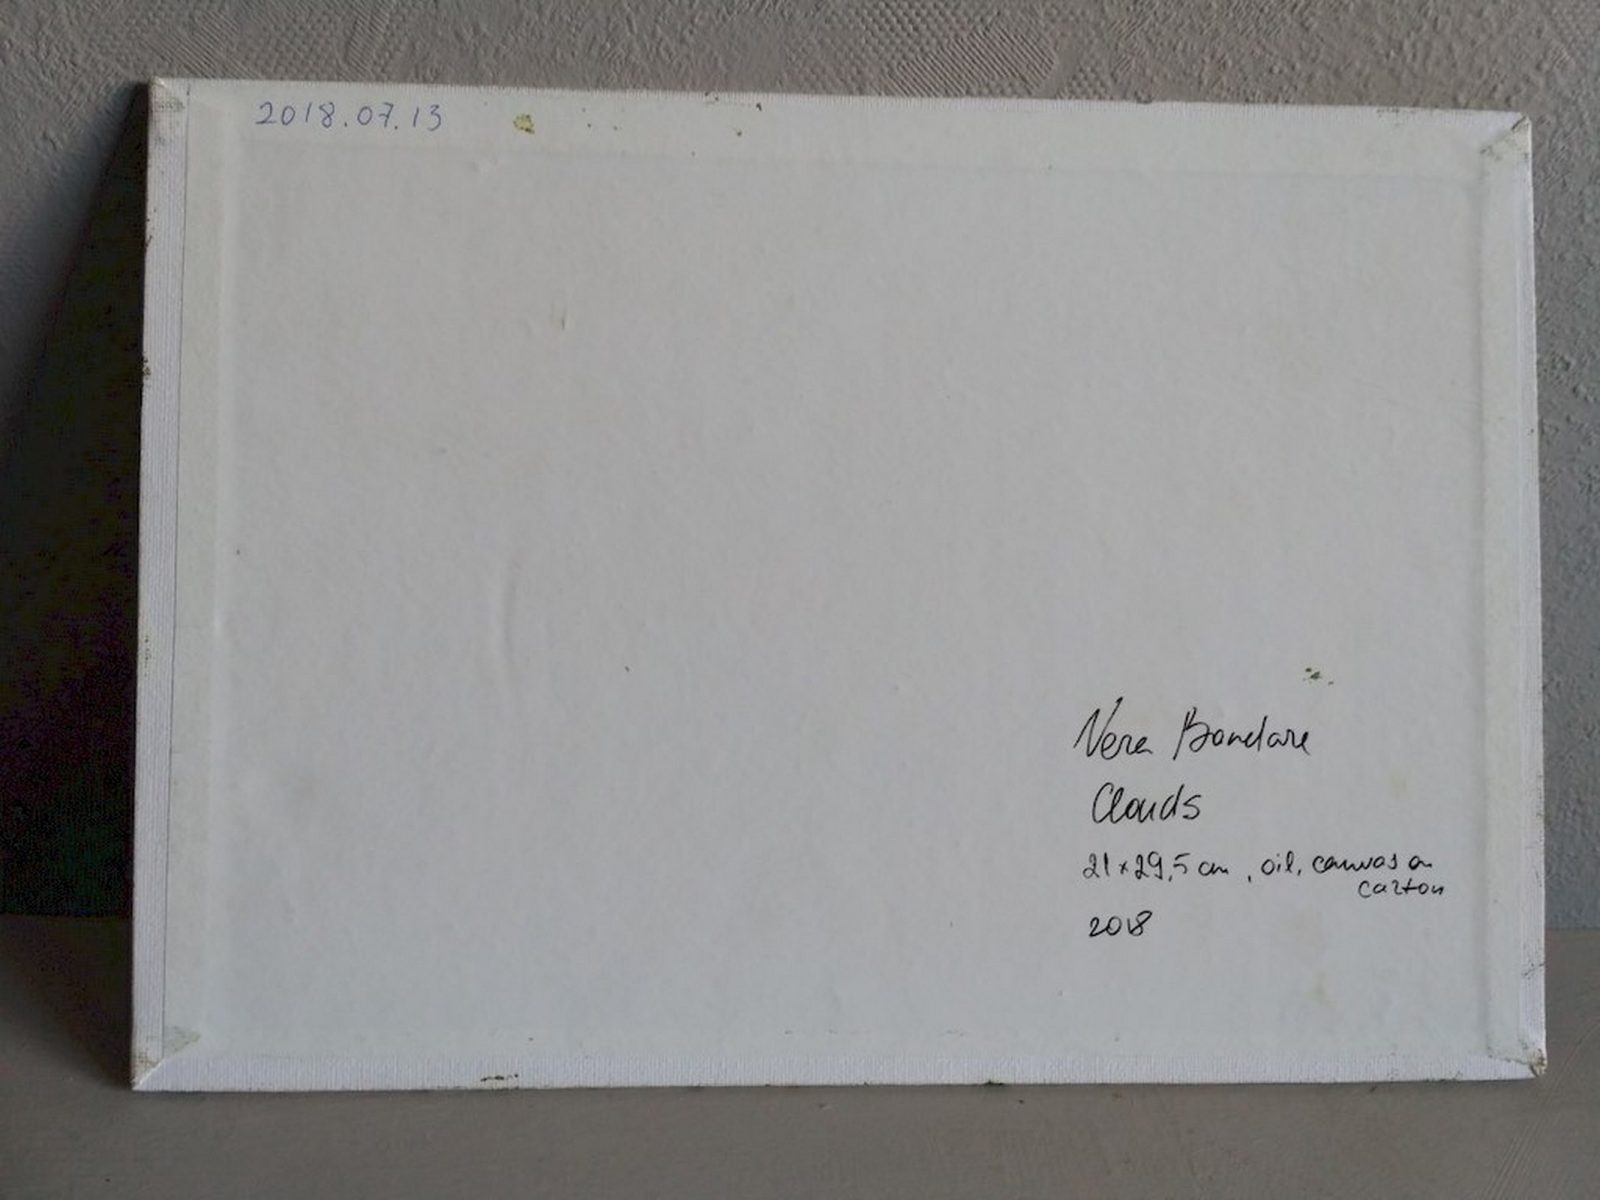 2018.07.13
Vera Bondare
Clouds
21x29,5 cm, oil, canvas on
carton
2018